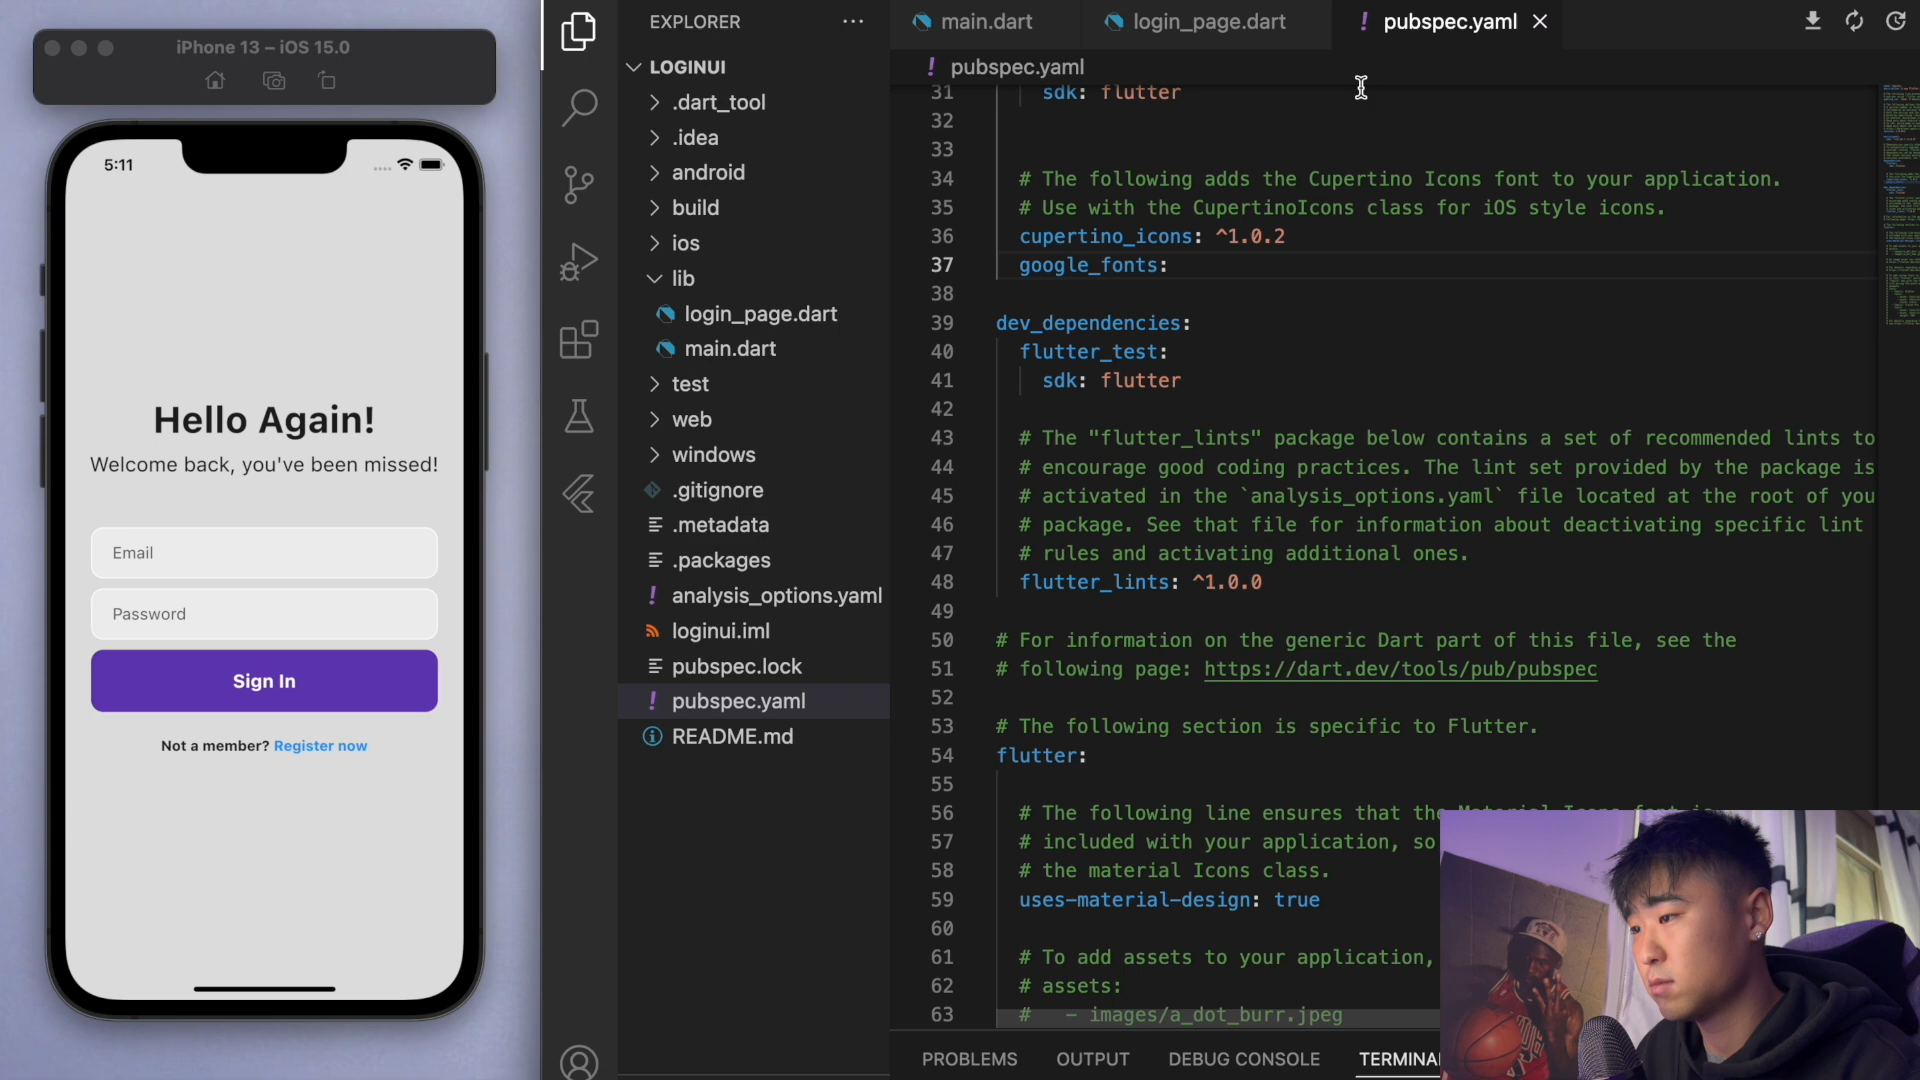 iPhone 13 – iOS 15.0
5:11
Hello Again!
Welcome back, you've been missed!
Email
Password
Sign In
Not a member? Register now
EXPLORER
LOGINUI
.dart_tool
.idea
android
build
ios
lib
login_page.dart
main.dart
test
web
windows
.gitignore
.metadata
.packages
analysis_options.yaml
loginui.iml
pubspec.lock
pubspec.yaml
README.md
main.dart
login_page.dart
! pubspec.yaml
! pubspec.yaml
31 sdk: flutter
32
33
34 # The following adds the Cupertino Icons font to your application.
35 # Use with the CupertinoIcons class for iOS style icons.
36 cupertino_icons: ^1.0.2
37 google_fonts:
38
39 dev_dependencies:
40 flutter_test:
41 sdk: flutter
42
43 # The "flutter_lints" package below contains a set of recommended lints to
44 # encourage good coding practices. The lint set provided by the package is
45 # activated in the `analysis_options.yaml` file located at the root of you
46 # package. See that file for information about deactivating specific lint
47 # rules and activating additional ones.
48 flutter_lints: ^1.0.0
49
50 # For information on the generic Dart part of this file, see the
51 # following page: https://dart.dev/tools/pub/pubspec
52
53 # The following section is specific to Flutter.
54 flutter:
55
56 # The following line ensures that the Material Icons font is
57 # included with your application, so
58 # the material Icons class.
59 uses-material-design: true
60
61 # To add assets to your application,
62 # assets:
63 # - images/a_dot_burr.jpeg
PROBLEMS
OUTPUT
DEBUG CONSOLE
TERMINA